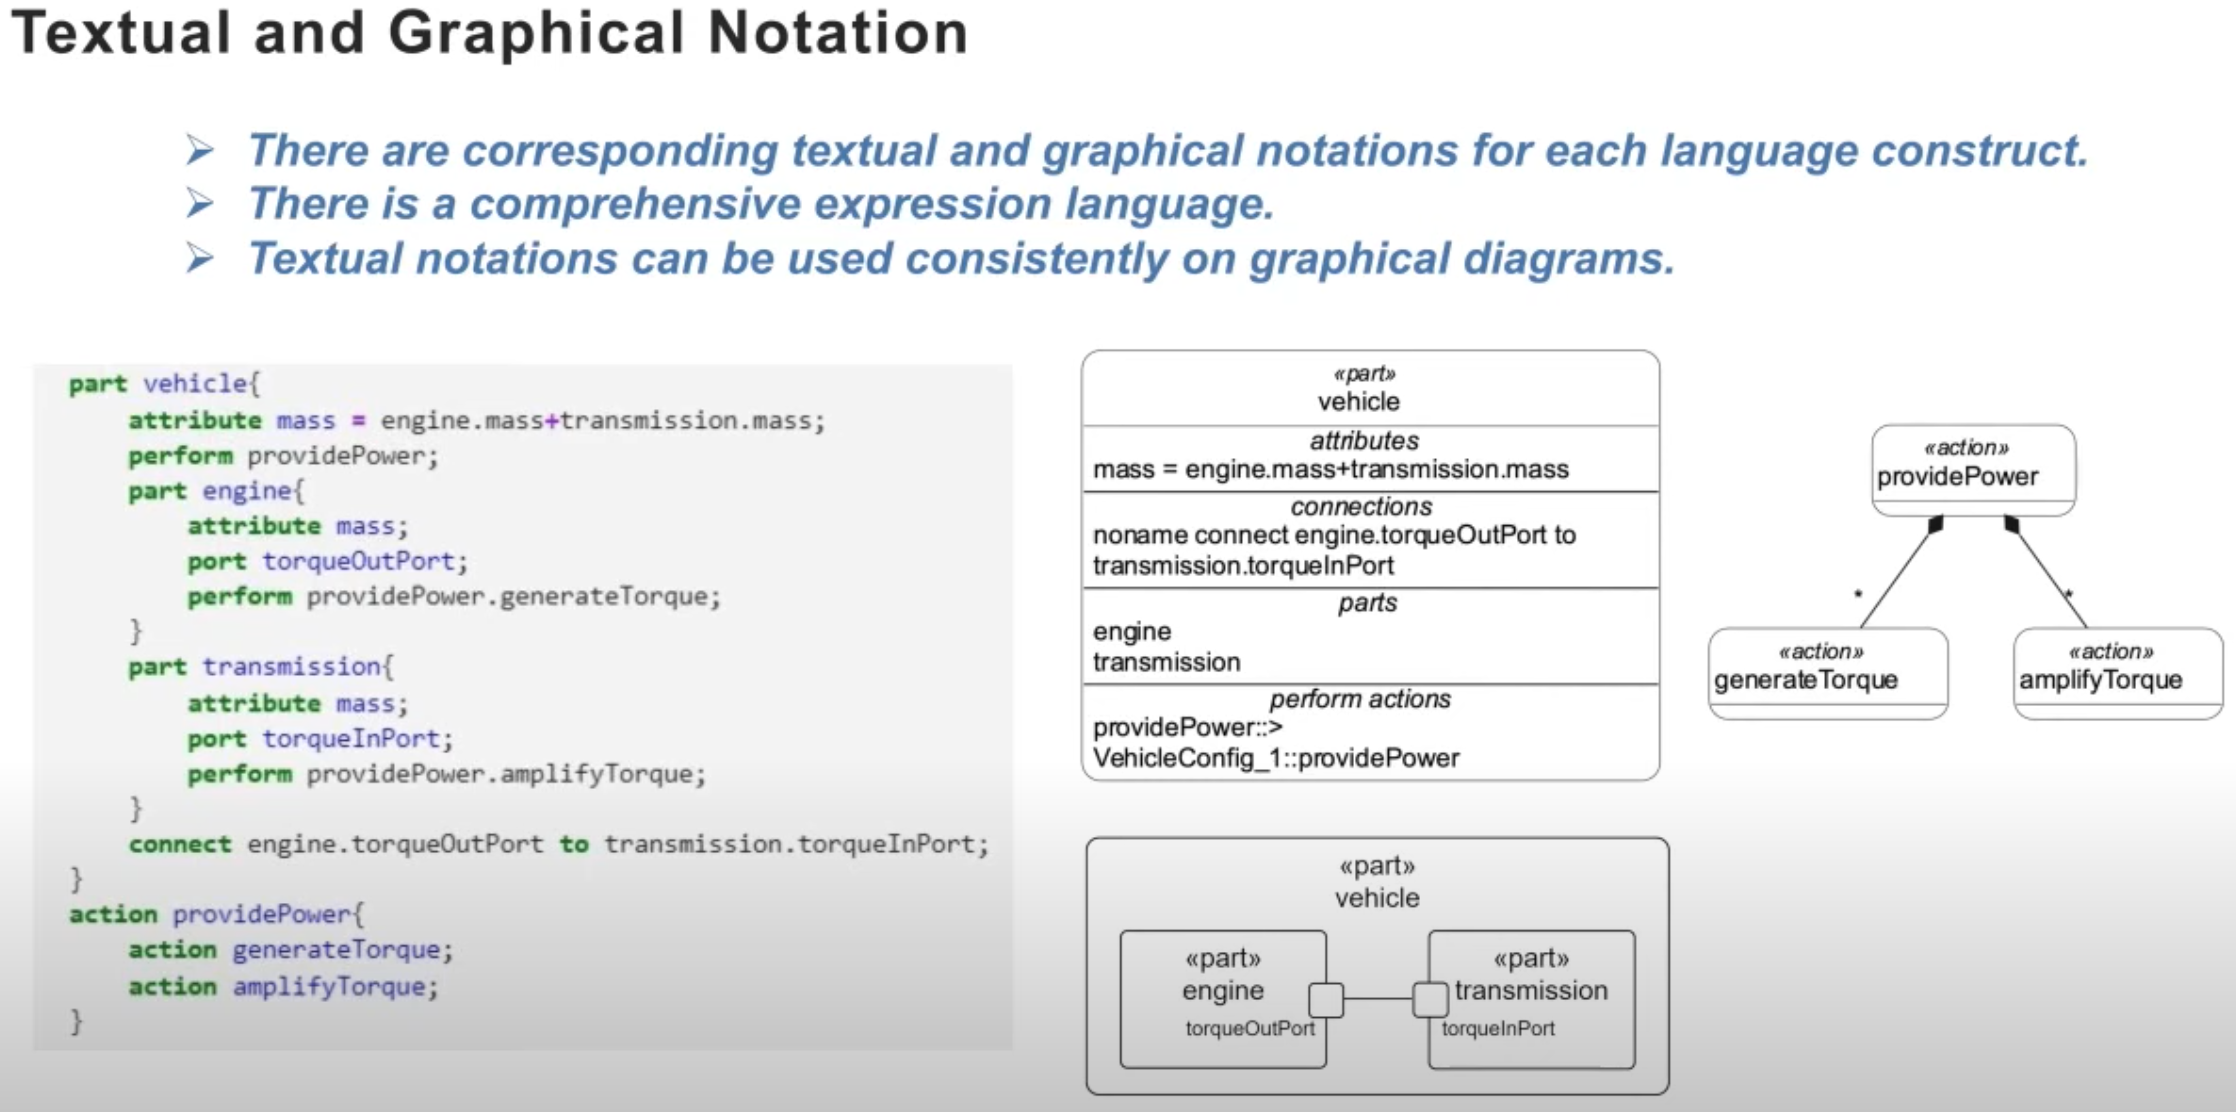 Textual and Graphical Notation
There are corresponding textual and graphical notations for each language construct.
There is a comprehensive expression language.
Textual notations can be used consistently on graphical diagrams.
part vehicle{
attribute mass = engine.mass+transmission.mass;
perform providePower;
part engine{
attribute mass;
port torqueOutPort;
perform providePower.generateTorque;
}
part transmission{
attribute mass;
port torqueInPort;
perform providePower.amplifyTorque;
}
connect engine.torqueOutPort to transmission.torqueInPort;
}
action providePower{
action generateTorque;
action amplifyTorque;
}
«part»
vehicle
attributes
mass = engine.mass+transmission.mass
connections
noname connect engine.torqueOutPort to
transmission.torqueInPort
parts
engine
transmission
perform actions
providePower::>
VehicleConfig_1::providePower
«action»
providePower
*
*
«action»
generateTorque
«action»
amplifyTorque
«part»
vehicle
«part»
engine
torqueOutPort
«part»
transmission
torqueInPort